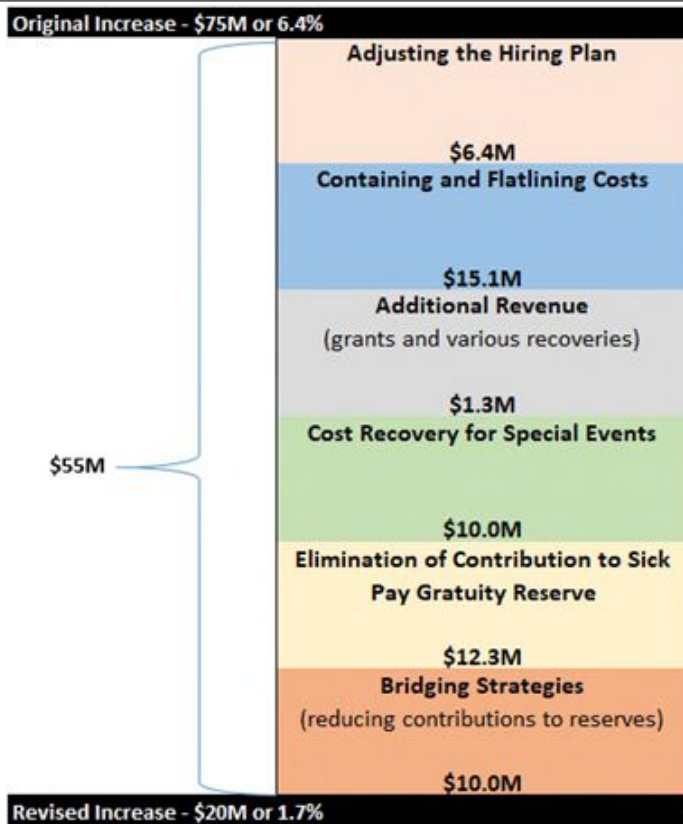 Original Increase - $75M or 6.4%
Adjusting the Hiring Plan
$6.4M
Containing and Flatlining Costs
$15.1M
Additional Revenue
(grants and various recoveries)
$1.3M
Cost Recovery for Special Events
$55M
$10.0M
Elimination of Contribution to Sick
Pay Gratuity Reserve
$12.3M
Bridging Strategies
(reducing contributions to reserves)
$10.0M
Revised Increase - $20M or 1.7%